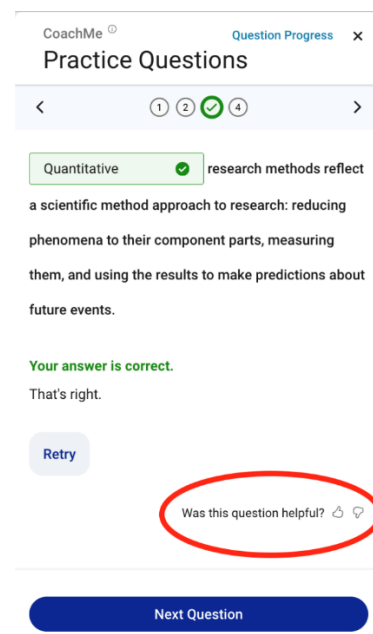 CoachMe
Question Progress
Practice Questions
1 2 4
Quantitative research methods reflect
a scientific method approach to research: reducing
phenomena to their component parts, measuring
them, and using the results to make predictions about
future events.
Your answer is correct.
That's right.
Retry
Was this question helpful?
Next Question